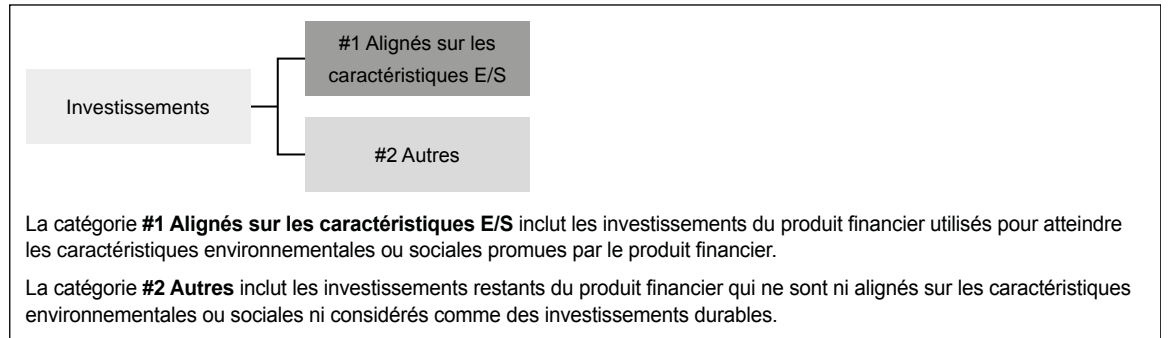 #1 Alignés sur les
caractéristiques E/S
Investissements
#2 Autres
La catégorie #1 Alignés sur les caractéristiques E/S inclut les investissements du produit financier utilisés pour atteindre
les caractéristiques environnementales ou sociales promues par le produit financier.
La catégorie #2 Autres inclut les investissements restants du produit financier qui ne sont ni alignés sur les caractéristiques
environnementales ou sociales ni considérés comme des investissements durables.